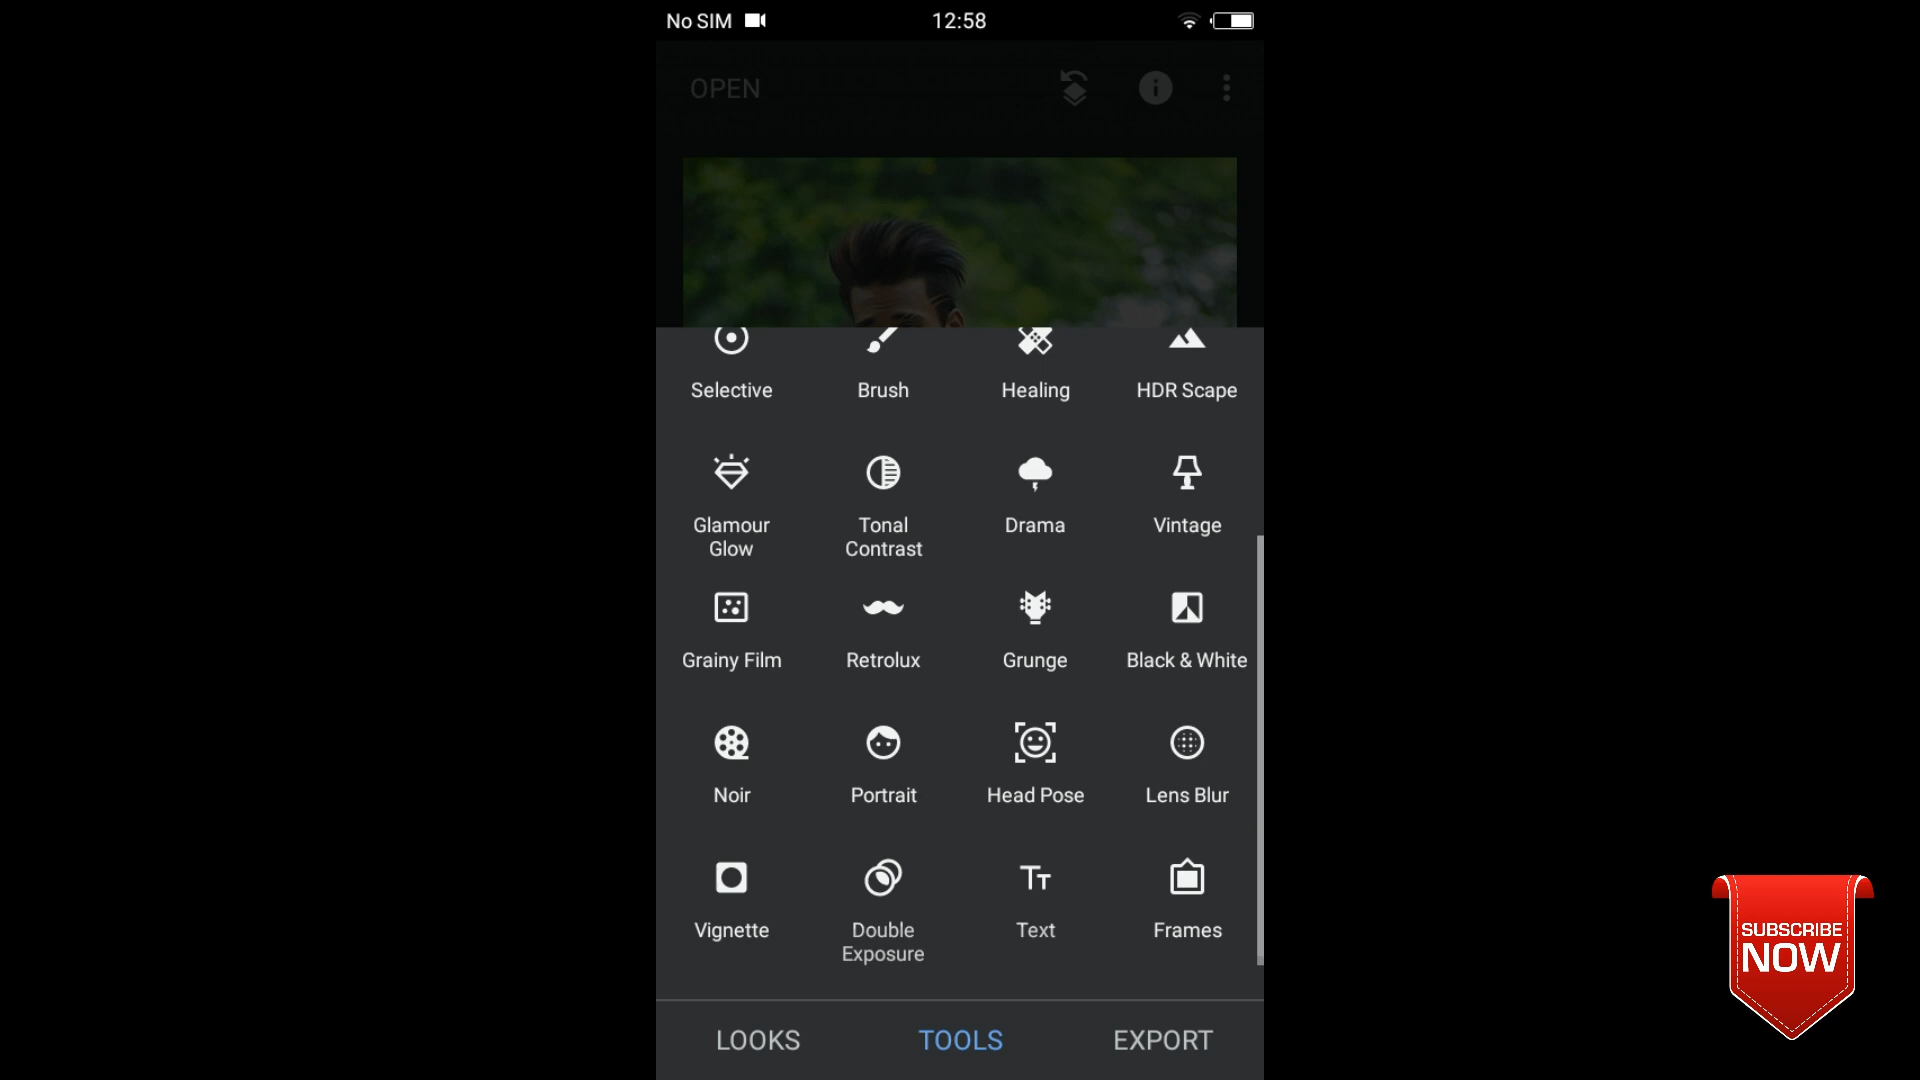 No SIM 12:58
OPEN
Selective Brush Healing HDR Scape
Glamour Glow Tonal Contrast Drama Vintage
Grainy Film Retrolux Grunge Black & White
Noir Portrait Head Pose Lens Blur
Vignette Double Exposure Text Frames
LOOKS TOOLS EXPORT
SUBSCRIBE
NOW